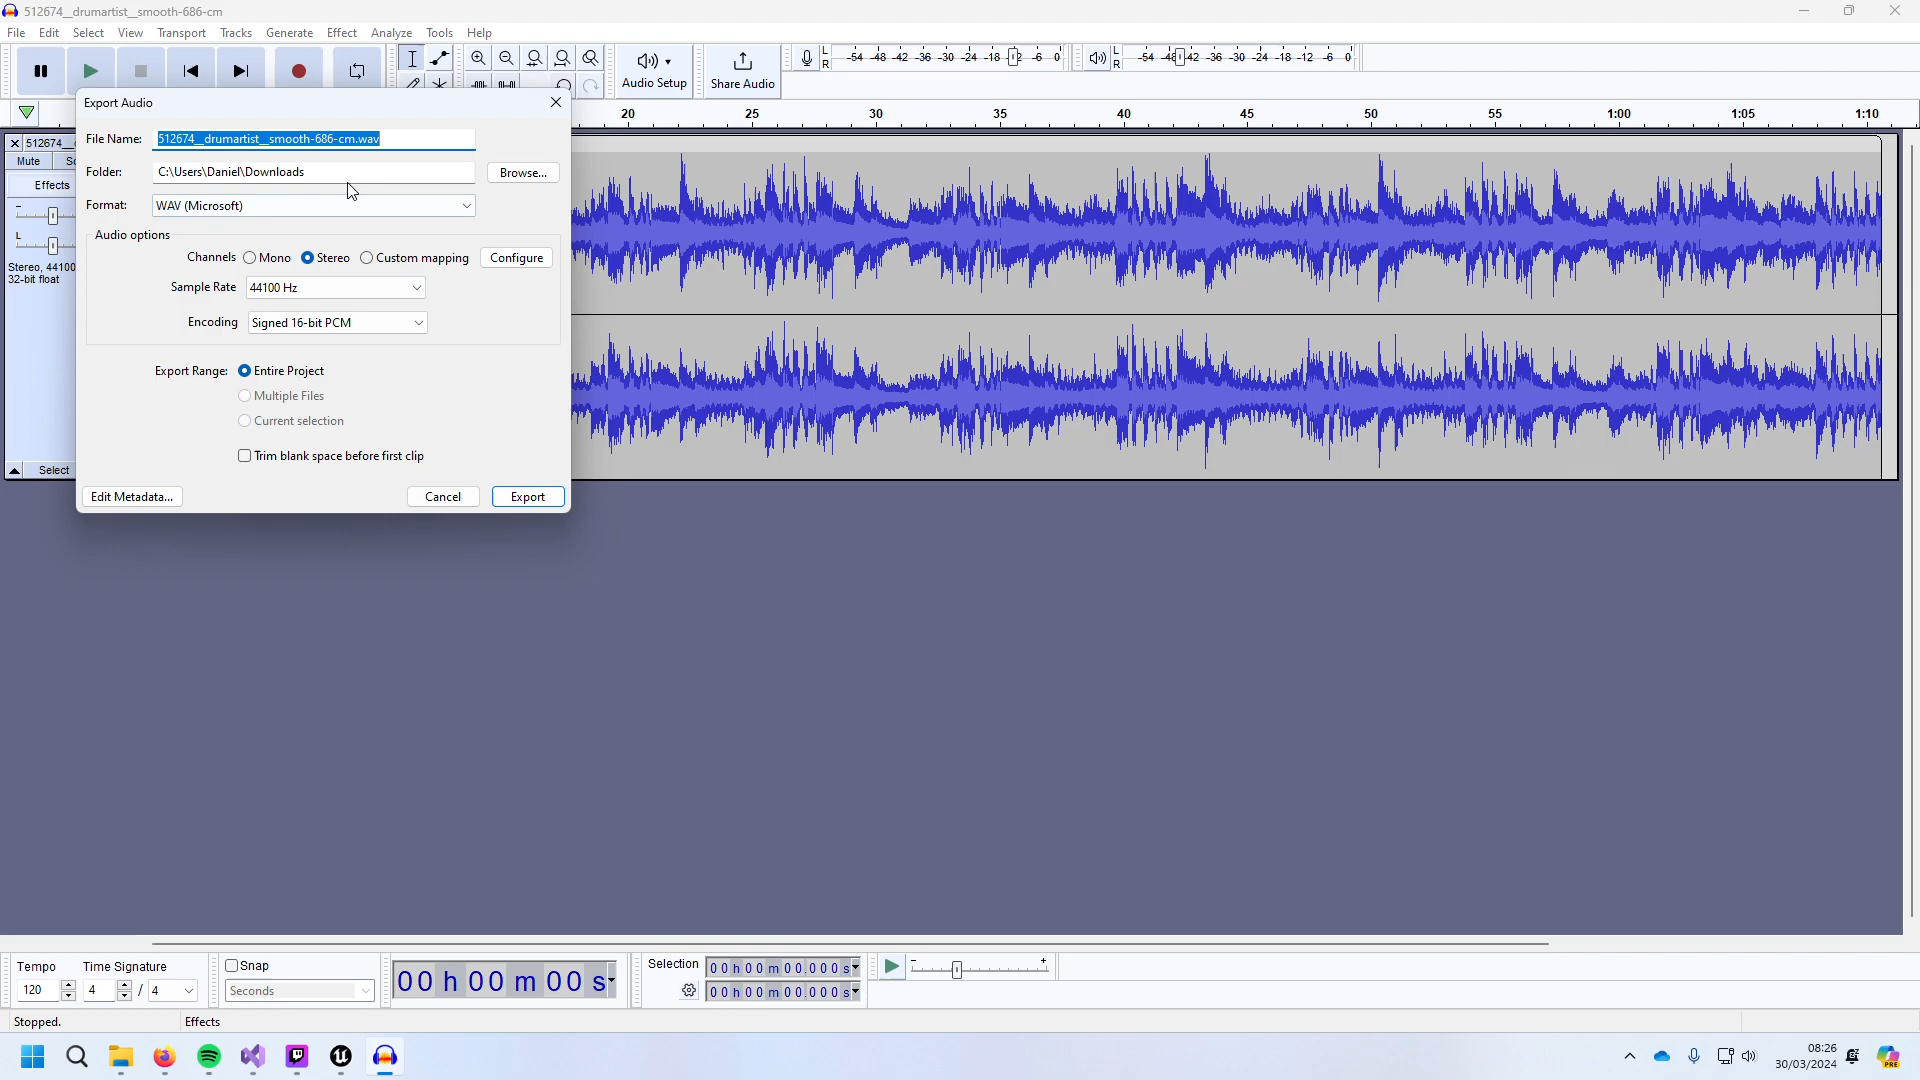 512674__drumartist__smooth-686-cm
File Edit Select View Transport Tracks Generate Effect Analyze Tools Help
Audio Setup
Share Audio
L -54 -48 -42 -36 -30 -24 -18 -12 -6 0
R
L -54 -48 -42 -36 -30 -24 -18 -12 -6 0
R
20 25 30 35 40 45 50 55 1:00 1:05 1:10
512674__
Mute
Effects
L
Stereo, 44100
32-bit float
Select
Export Audio
File Name: 512674__drumartist__smooth-686-cm.wav
Folder: C:\Users\Daniel\Downloads Browse...
Format: WAV (Microsoft)
Audio options
Channels Mono Stereo Custom mapping Configure
Sample Rate 44100 Hz
Encoding Signed 16-bit PCM
Export Range: Entire Project
Multiple Files
Current selection
Trim blank space before first clip
Edit Metadata... Cancel Export
Tempo Time Signature
120 4 / 4
Snap
Seconds
00 h 00 m 00 s
Selection 00 h 00 m 00.000 s
00 h 00 m 00.000 s
Stopped. Effects
08:26
30/03/2024
PRE